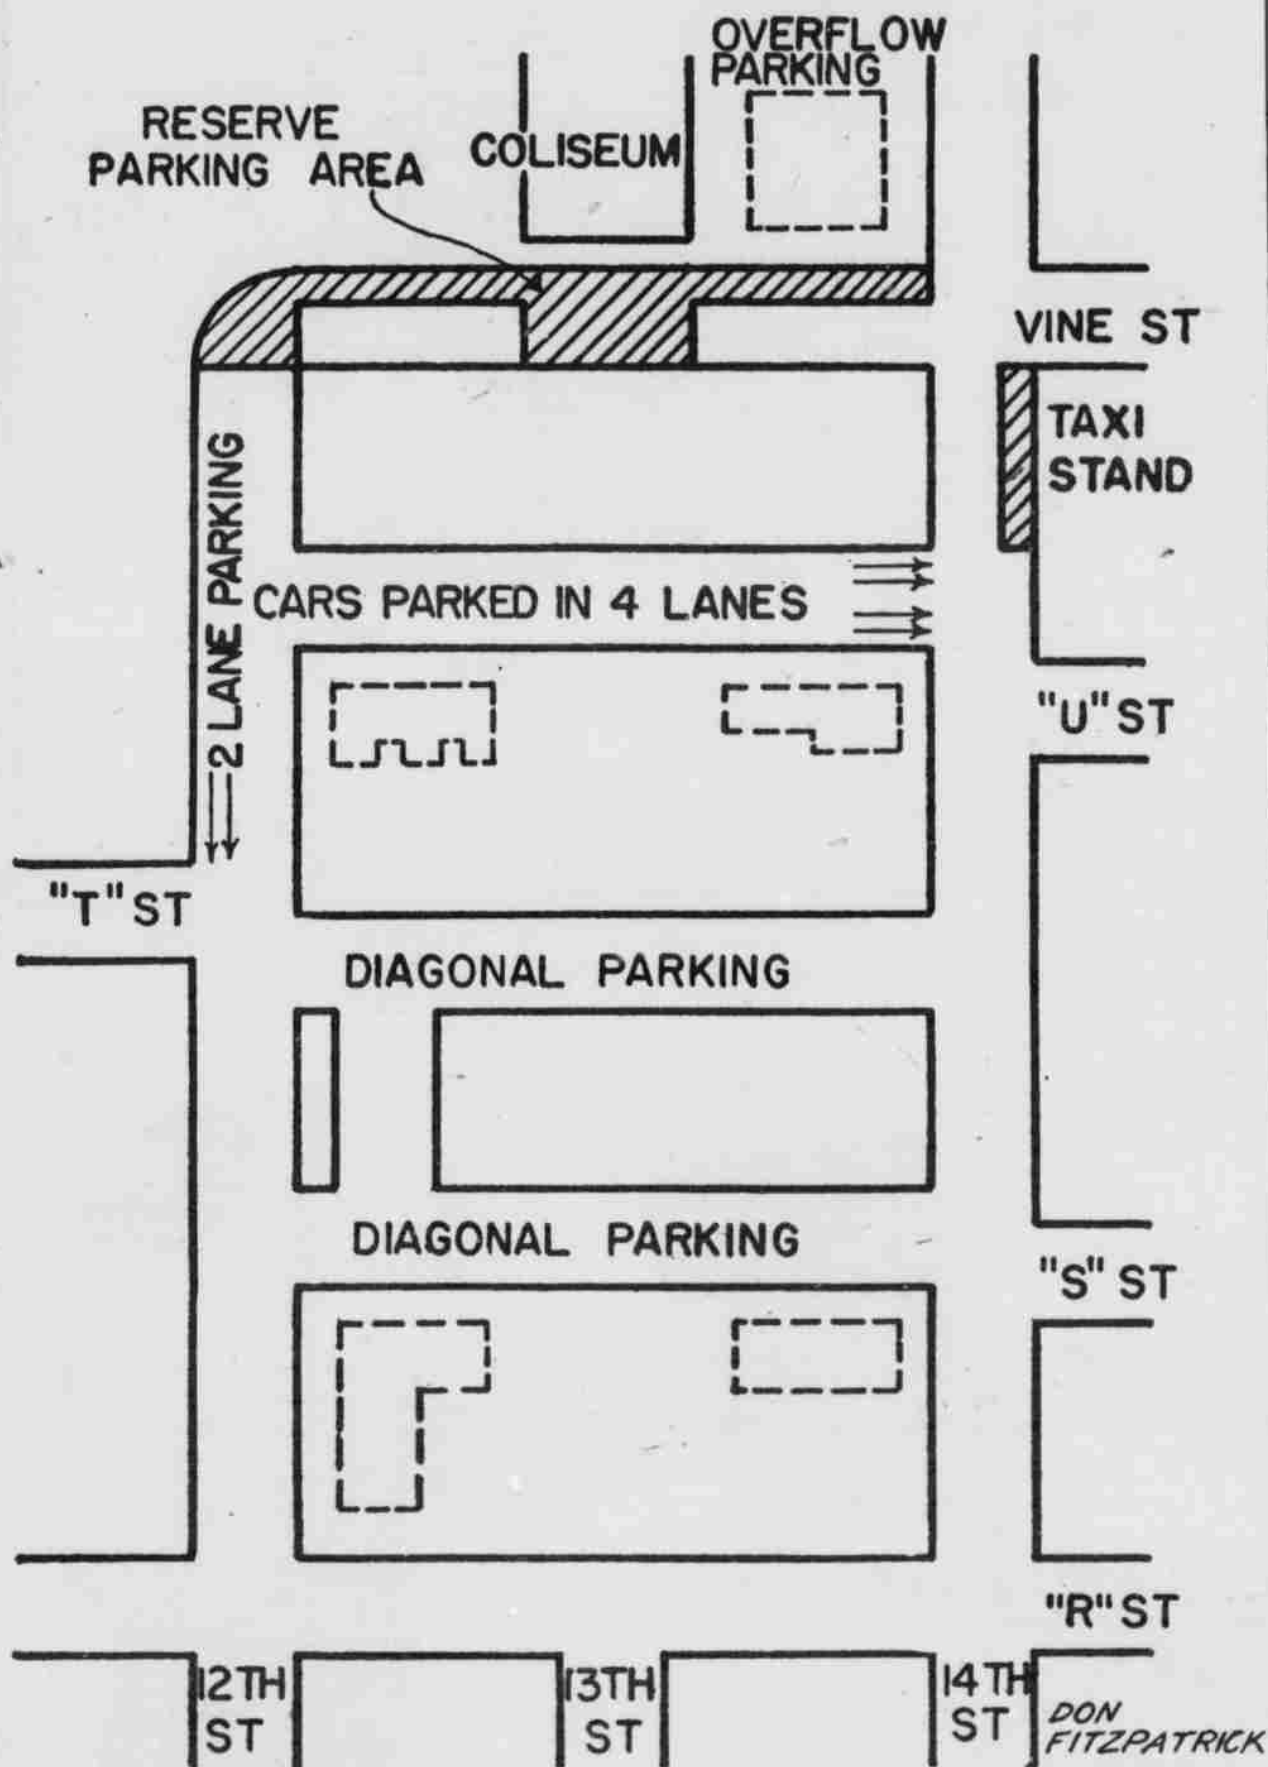 OVERFLOW
PARKING
RESERVE
PARKING AREA
COLISEUM
VINE ST
TAXI
STAND
2 LANE PARKING
CARS PARKED IN 4 LANES
"U" ST
"T" ST
DIAGONAL PARKING
DIAGONAL PARKING
"S" ST
"R" ST
12TH
ST
13TH
ST
14TH
ST
DON
FITZPATRICK